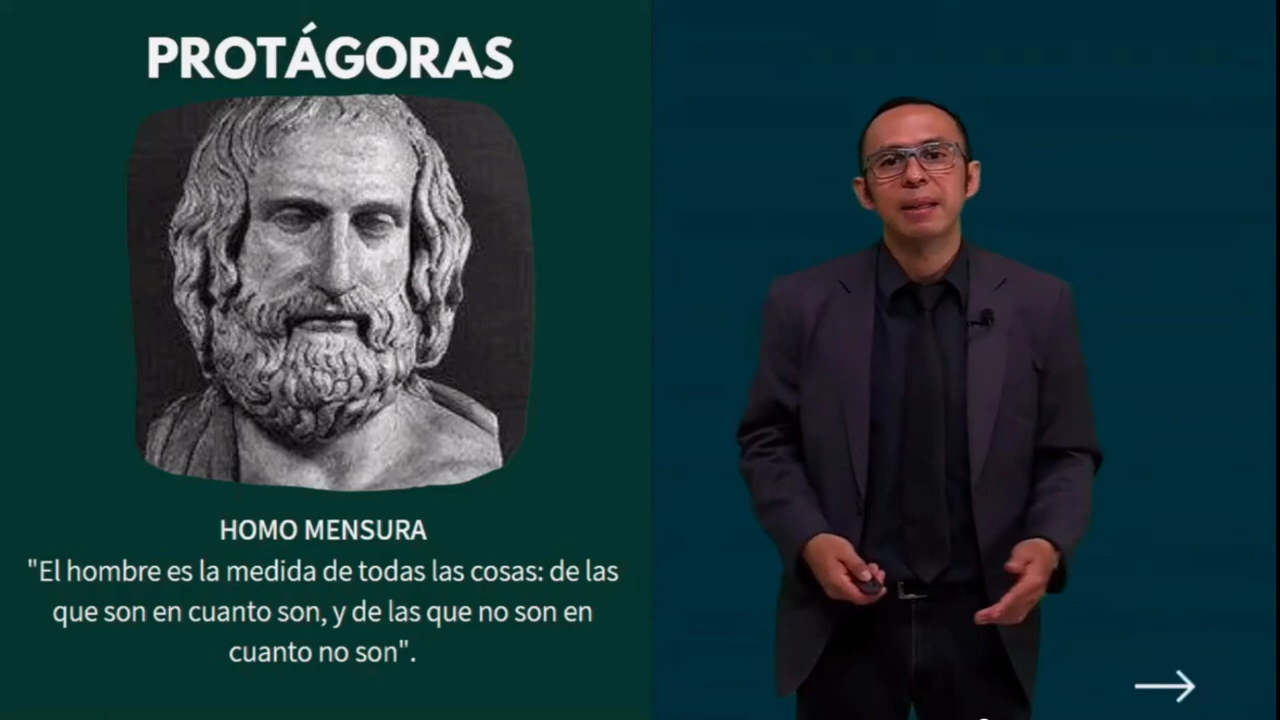 PROTÁGORAS
HOMO MENSURA
"El hombre es la medida de todas las cosas: de las
que son en cuanto son, y de las que no son en
cuanto no son".